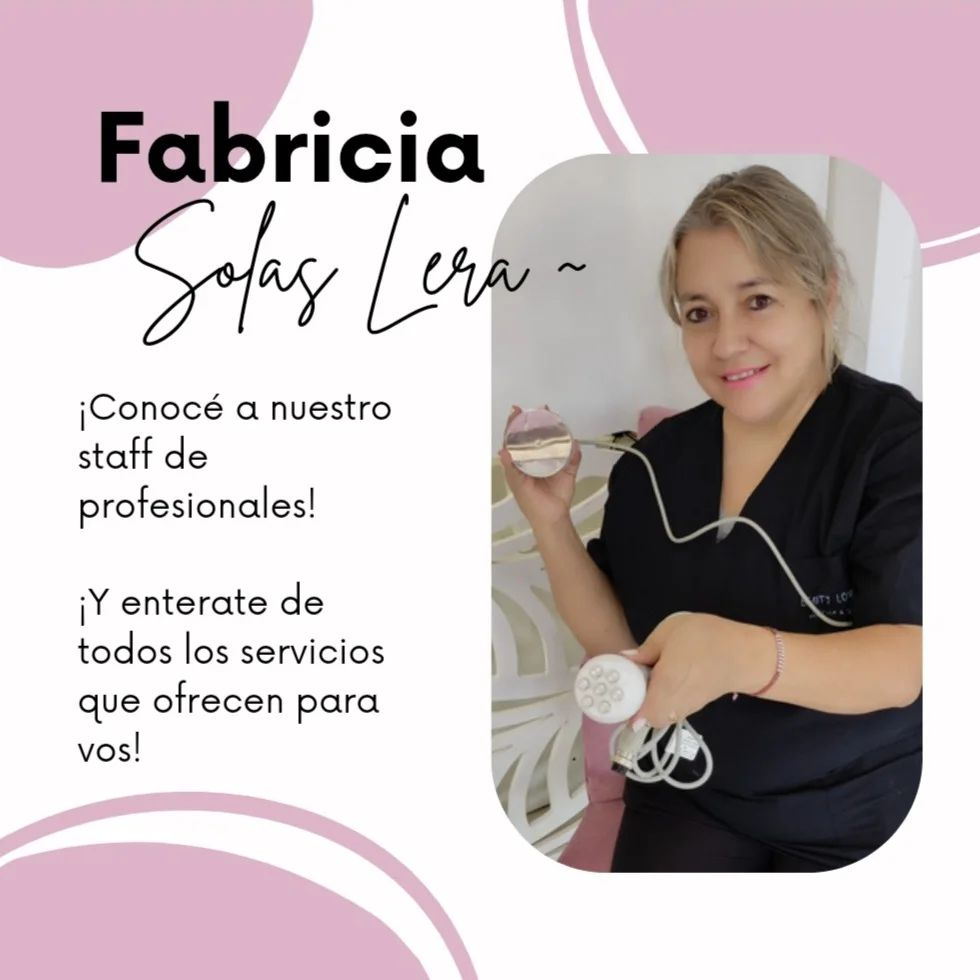 Fabricia
Solas Lera ~
¡Conocé a nuestro
staff de
profesionales!
¡Y enterate de
todos los servicios
que ofrecen para
vos!